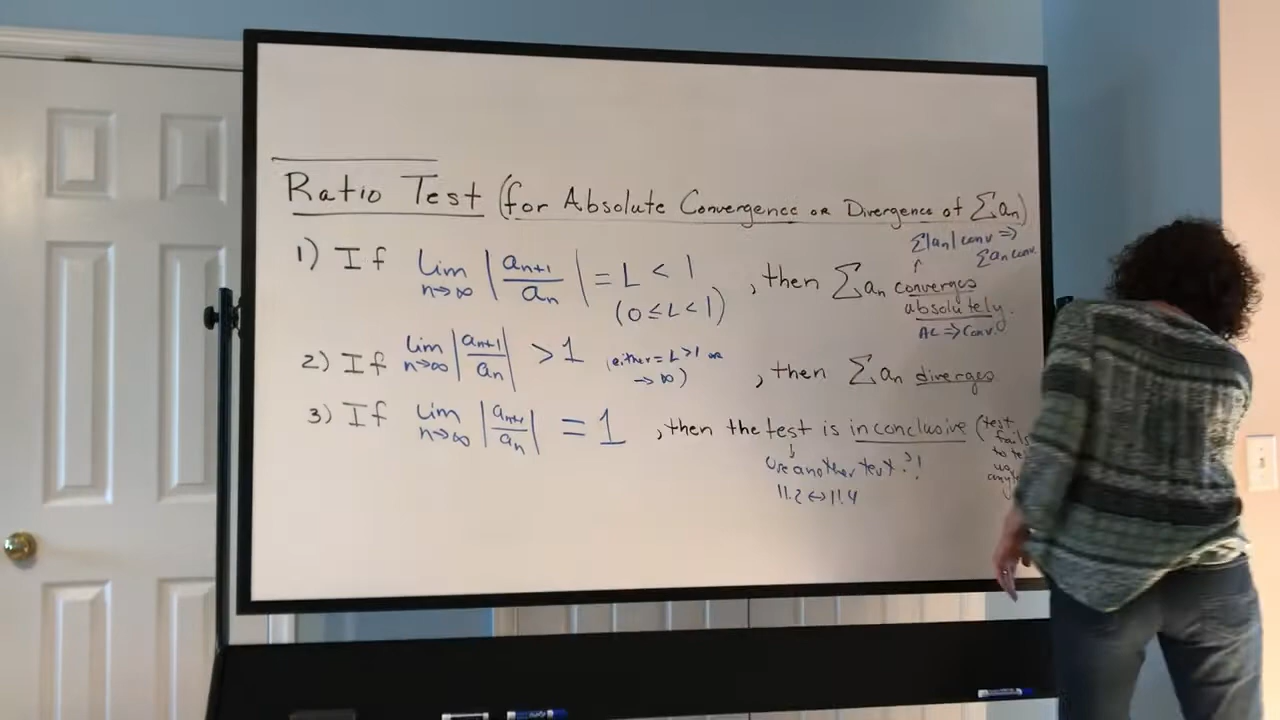 Ratio Test (for Absolute Convergence or Divergence of ∑aₙ)
∑|aₙ| conv ⇒
∑aₙ conv.
1) If lim n→∞ |aₙ₊₁/aₙ| = L < 1 , then ∑aₙ converges
(0 ≤ L < 1) absolutely.
AC ⇒ Conv.
2) If lim n→∞ |aₙ₊₁/aₙ| > 1 (either = L > 1 or , then ∑aₙ diverges
→ ∞)
3) If lim n→∞ |aₙ₊₁/aₙ| = 1 , then the test is inconclusive (test
fails
to
us
Use another test?!
11.2 ↔ 11.4